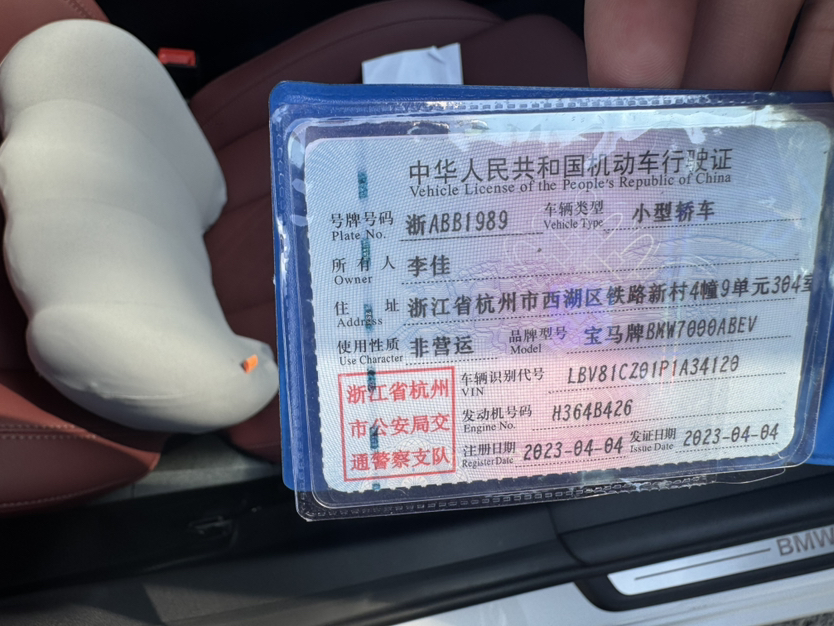 中华人民共和国机动车行驶证
Vehicle License of the People's Republic of China
号牌号码 浙ABB1989 车辆类型 小型轿车
Plate No. Vehicle Type
所有人 李佳
Owner
住址 浙江省杭州市西湖区铁路新村4幢9单元304室
Address
使用性质 非营运 品牌型号 宝马牌BMW7000ABEV
Use Character Model
浙江省杭州
市公安局交
通警察支队
车辆识别代号 LBV81CZ01P1A34120
VIN
发动机号码 H364B426
Engine No.
注册日期 2023-04-04 发证日期 2023-04-04
Register Date Issue Date
BMW